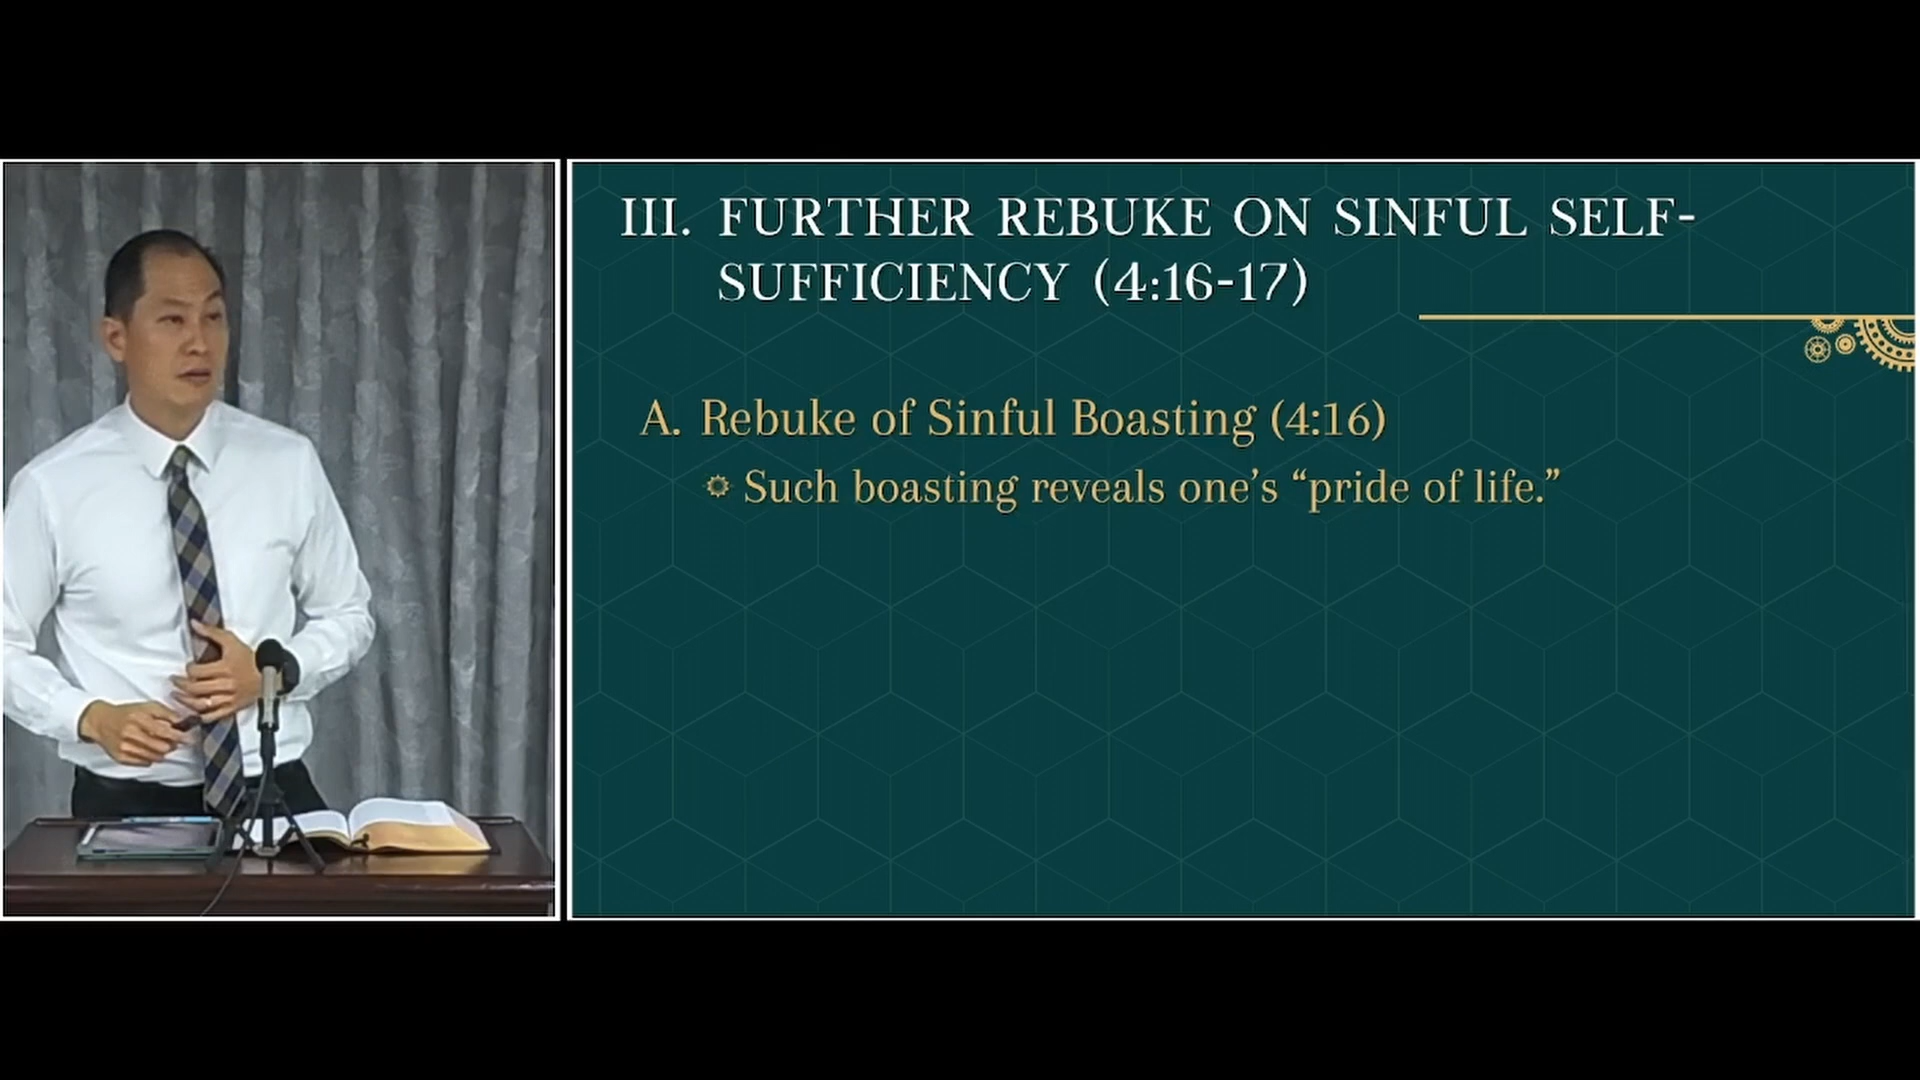 III. FURTHER REBUKE ON SINFUL SELF-
SUFFICIENCY (4:16-17)
A. Rebuke of Sinful Boasting (4:16)
Such boasting reveals one’s “pride of life.”